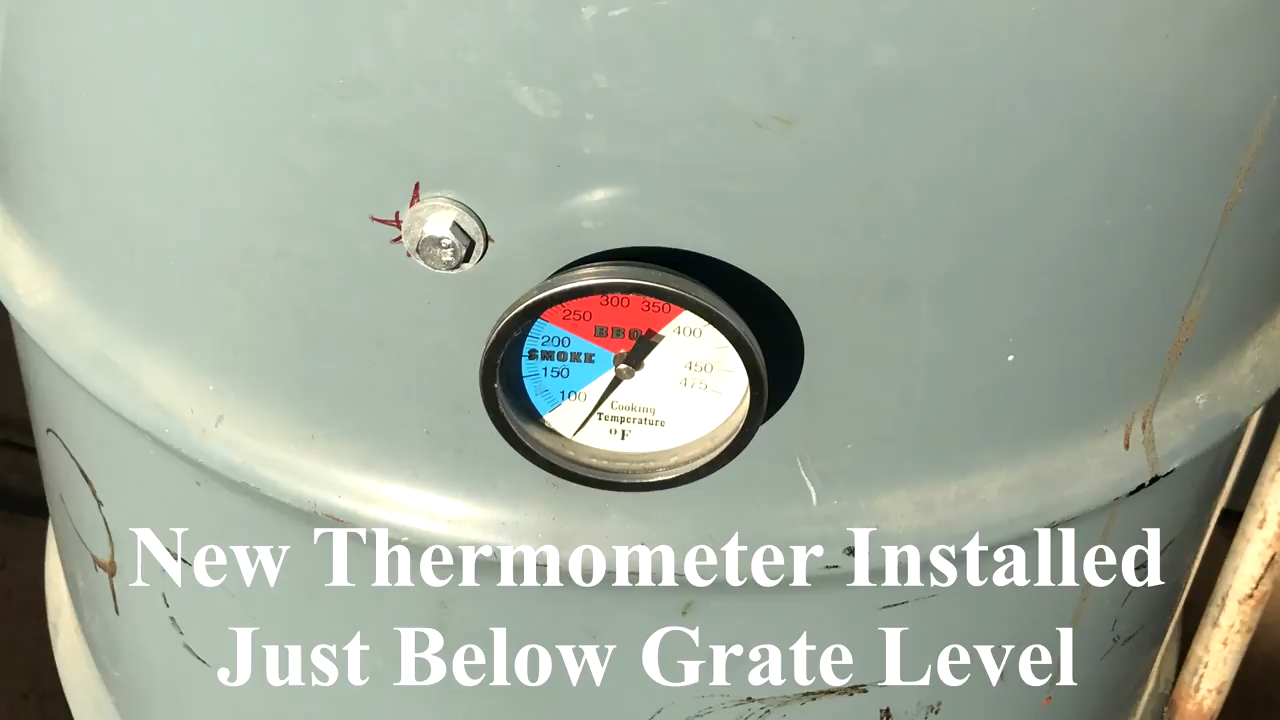 300 350
250 BBQ 400
200
SMOKE 450
150 475
100
Cooking
Temperature
°F
New Thermometer Installed
Just Below Grate Level